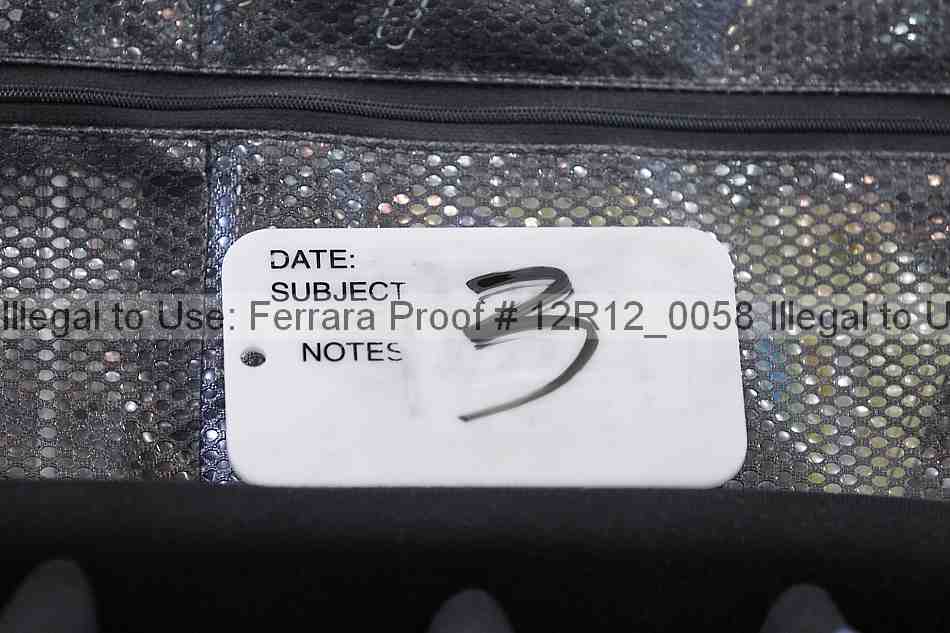 DATE:
SUBJECT
3
Illegal to Use: Ferrara Proof # 12R12_0058 Illegal to U
NOTES